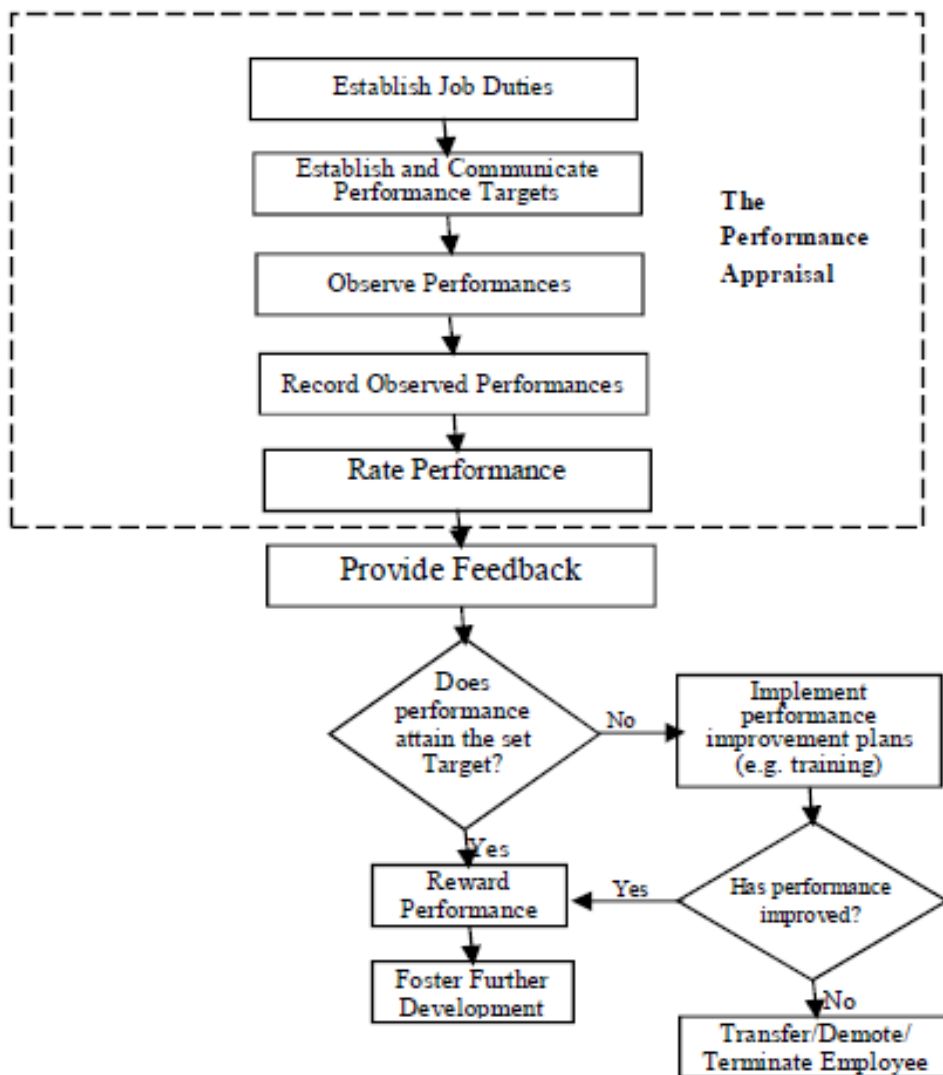 Establish Job Duties
Establish and Communicate
Performance Targets
The
Performance
Appraisal
Observe Performances
Record Observed Performances
Rate Performance
Provide Feedback
Does
performance
attain the set
Target?
No
Implement
performance
improvement plans
(e.g. training)
Yes
Reward
Performance
Yes
Has performance
improved?
Foster Further
Development
No
Transfer/Demote/
Terminate Employee